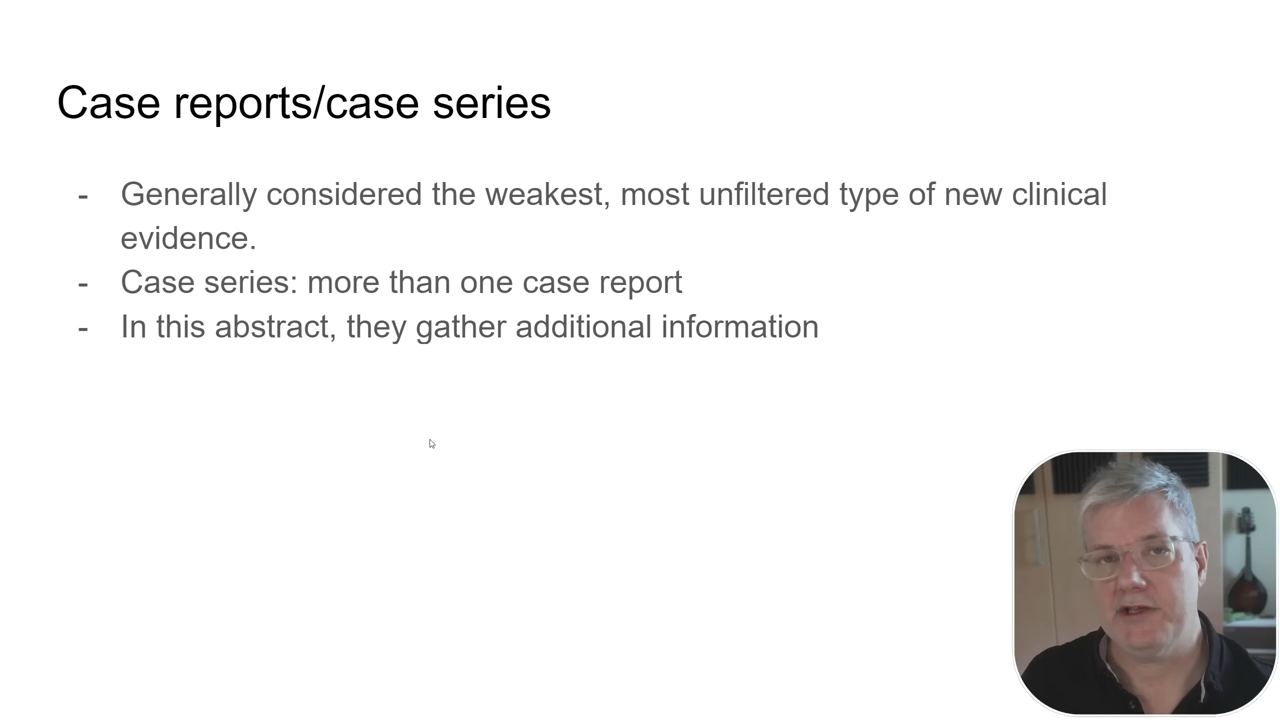 Case reports/case series
- Generally considered the weakest, most unfiltered type of new clinical
evidence.
- Case series: more than one case report
- In this abstract, they gather additional information